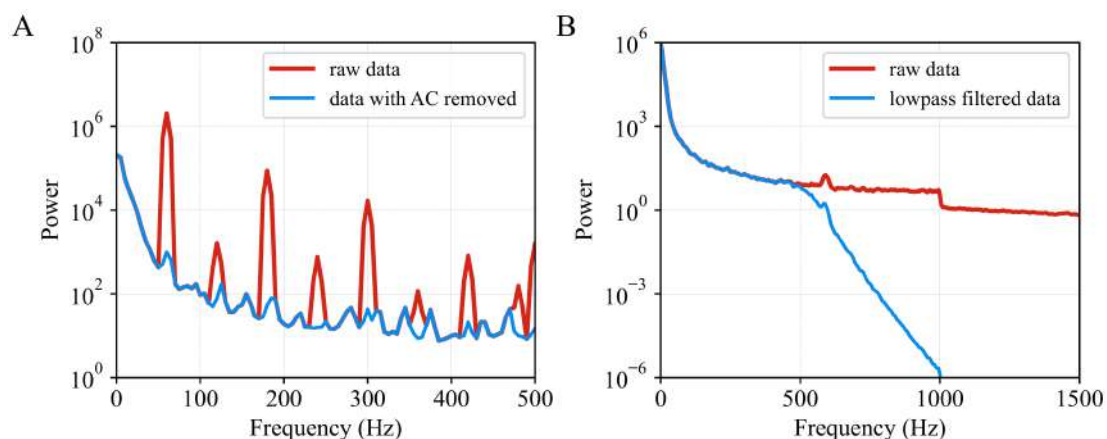 A
B
10^8
10^6
10^4
10^2
10^0
Power
raw data
data with AC removed
0 100 200 300 400 500
Frequency (Hz)
10^6
10^3
10^0
10^−3
10^−6
Power
raw data
lowpass filtered data
0 500 1000 1500
Frequency (Hz)